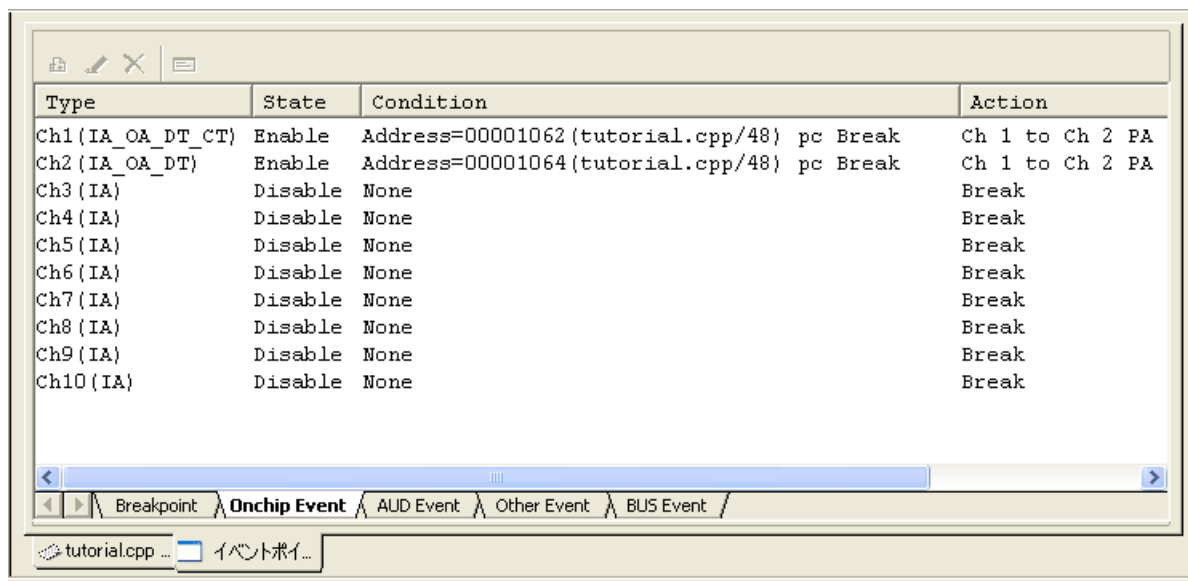 Type State Condition Action
Ch1(IA_OA_DT_CT) Enable Address=00001062(tutorial.cpp/48) pc Break Ch 1 to Ch 2 PA
Ch2(IA_OA_DT) Enable Address=00001064(tutorial.cpp/48) pc Break Ch 1 to Ch 2 PA
Ch3(IA) Disable None Break
Ch4(IA) Disable None Break
Ch5(IA) Disable None Break
Ch6(IA) Disable None Break
Ch7(IA) Disable None Break
Ch8(IA) Disable None Break
Ch9(IA) Disable None Break
Ch10(IA) Disable None Break
Breakpoint Onchip Event AUD Event Other Event BUS Event
tutorial.cpp ... イベントポイ...